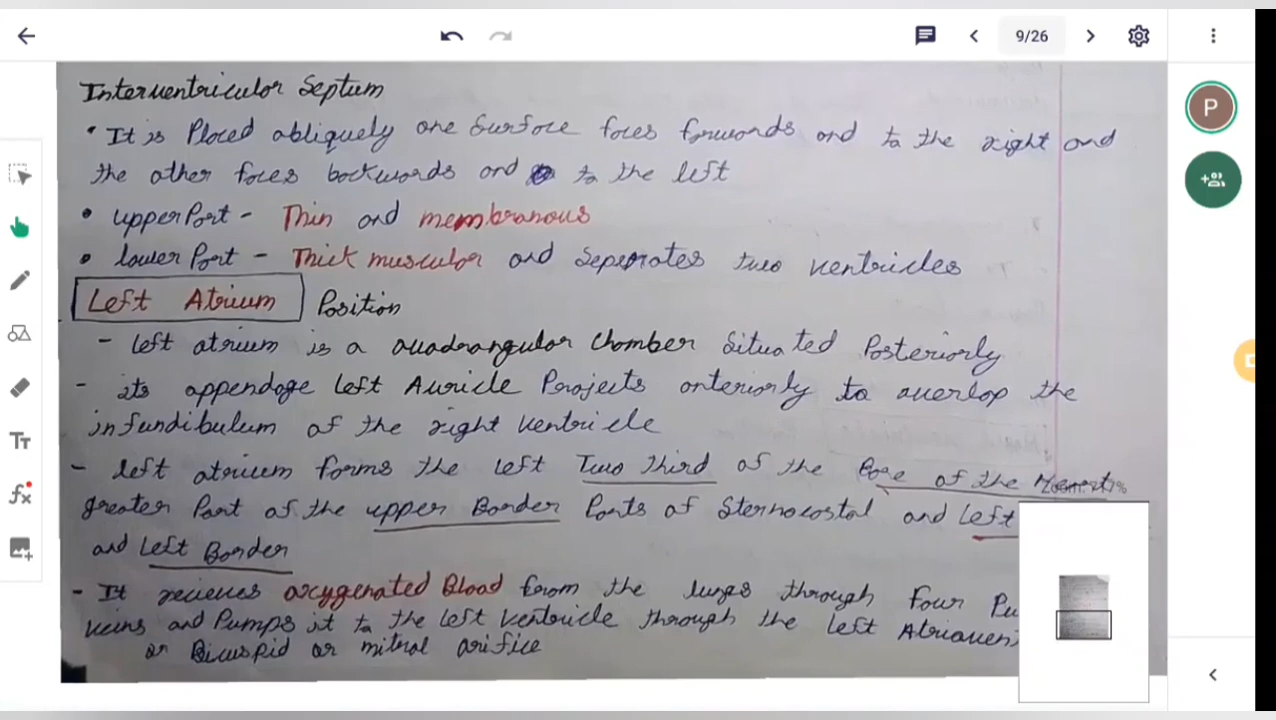 9/26
P
Interventricular Septum
• It is Placed obliquely one Surface faces forwards and to the right and
the other faces backwards and to the left
• upper Part - Thin and membranous
• lower Part - Thick muscular and Seperates two ventricles
Left Atrium Position
- left atrium is a quadrangular Chamber Situated Posteriorly
- its appendage left Auricle Projects anteriorly to overlap the
infundibulum of the right ventricle
- left atrium forms the left Two third of the Base of the Heart,
greater Part of the upper Border Parts of Sternocostal and left
and Left Border
- It recieves oxygenated Blood from the lungs through Four Pu
veins and Pumps it to the left ventricle through the left Atrioven
or Bicuspid or mitral orifice
Tт
fx